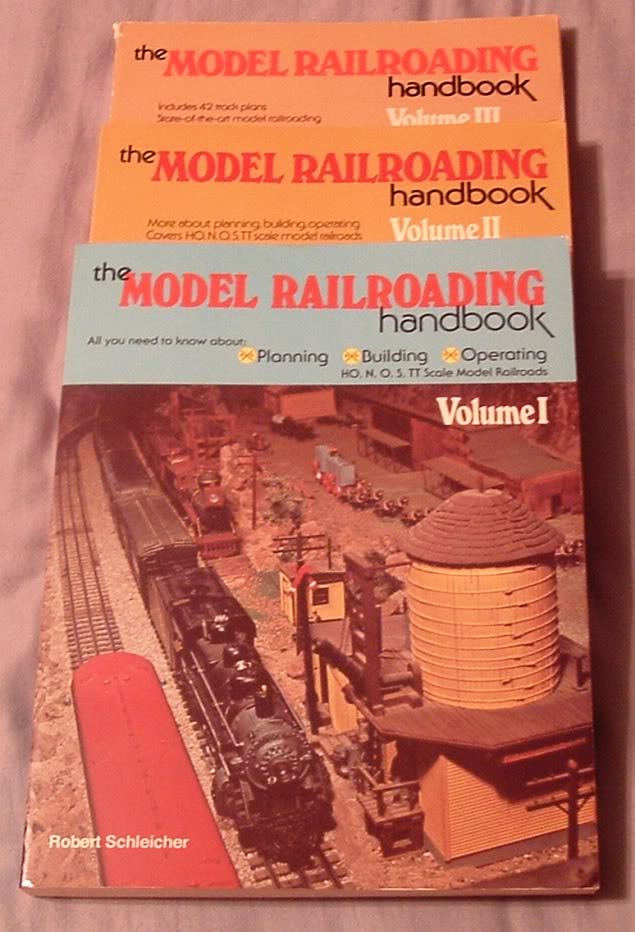 the MODEL RAILROADING
handbook
Includes 42 track plans
State-of-the-art model railroading
Volume III
the MODEL RAILROADING
handbook
More about planning, building, operating
Covers HO, N, O, S, TT scale model railroads
Volume II
the MODEL RAILROADING
handbook
All you need to know about:
Planning Building Operating
HO, N, O, S, TT Scale Model Railroads
Volume I
Robert Schleicher